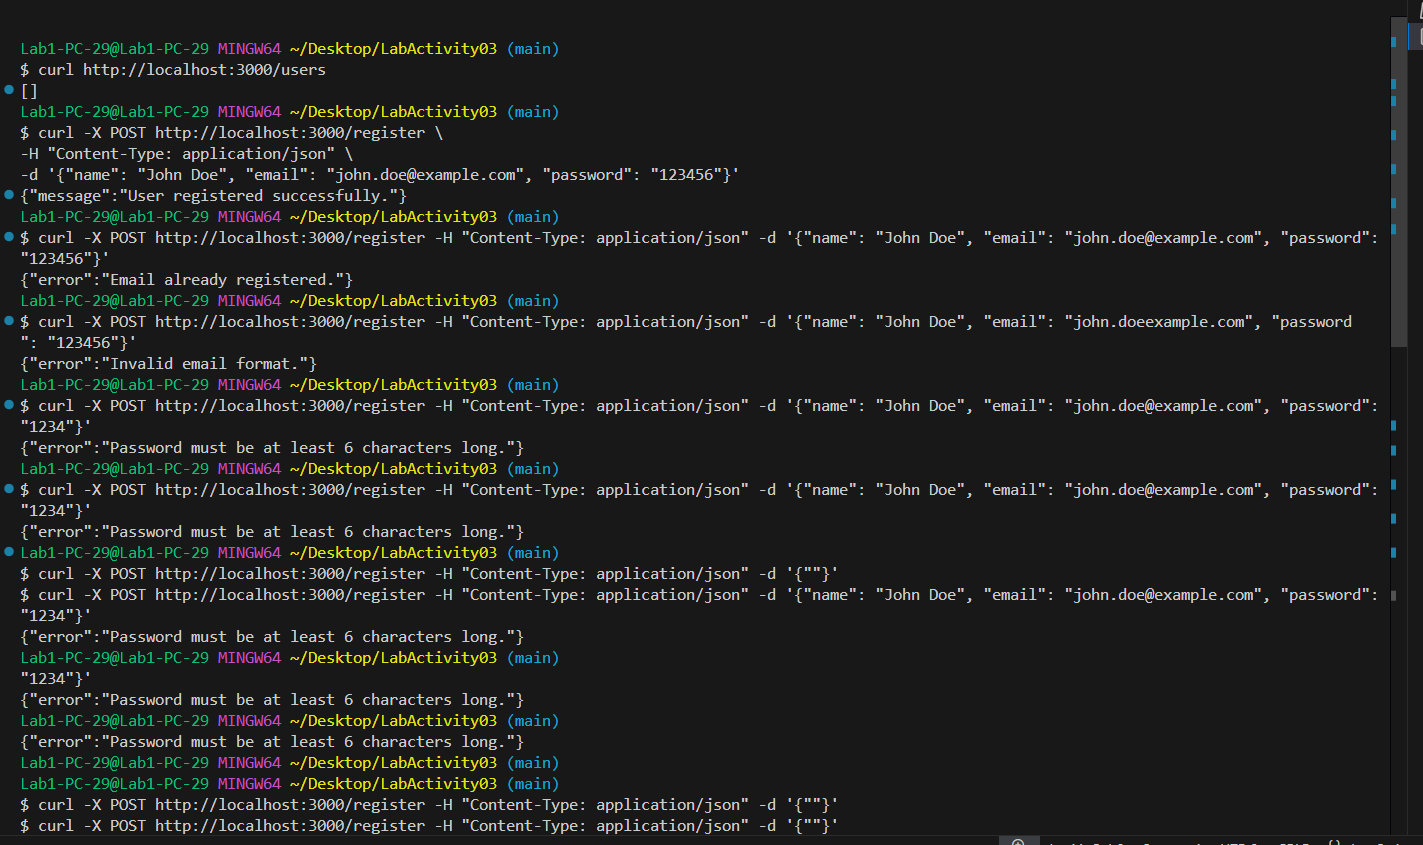 Lab1-PC-29@Lab1-PC-29 MINGW64 ~/Desktop/LabActivity03 (main)
$ curl http://localhost:3000/users
[]
Lab1-PC-29@Lab1-PC-29 MINGW64 ~/Desktop/LabActivity03 (main)
$ curl -X POST http://localhost:3000/register \
-H "Content-Type: application/json" \
-d '{"name": "John Doe", "email": "john.doe@example.com", "password": "123456"}'
{"message":"User registered successfully."}
Lab1-PC-29@Lab1-PC-29 MINGW64 ~/Desktop/LabActivity03 (main)
$ curl -X POST http://localhost:3000/register -H "Content-Type: application/json" -d '{"name": "John Doe", "email": "john.doe@example.com", "password":
"123456"}'
{"error":"Email already registered."}
Lab1-PC-29@Lab1-PC-29 MINGW64 ~/Desktop/LabActivity03 (main)
$ curl -X POST http://localhost:3000/register -H "Content-Type: application/json" -d '{"name": "John Doe", "email": "john.doeexample.com", "password
": "123456"}'
{"error":"Invalid email format."}
Lab1-PC-29@Lab1-PC-29 MINGW64 ~/Desktop/LabActivity03 (main)
$ curl -X POST http://localhost:3000/register -H "Content-Type: application/json" -d '{"name": "John Doe", "email": "john.doe@example.com", "password":
"1234"}'
{"error":"Password must be at least 6 characters long."}
Lab1-PC-29@Lab1-PC-29 MINGW64 ~/Desktop/LabActivity03 (main)
$ curl -X POST http://localhost:3000/register -H "Content-Type: application/json" -d '{"name": "John Doe", "email": "john.doe@example.com", "password":
"1234"}'
{"error":"Password must be at least 6 characters long."}
Lab1-PC-29@Lab1-PC-29 MINGW64 ~/Desktop/LabActivity03 (main)
$ curl -X POST http://localhost:3000/register -H "Content-Type: application/json" -d '{""}'
$ curl -X POST http://localhost:3000/register -H "Content-Type: application/json" -d '{"name": "John Doe", "email": "john.doe@example.com", "password":
"1234"}'
{"error":"Password must be at least 6 characters long."}
Lab1-PC-29@Lab1-PC-29 MINGW64 ~/Desktop/LabActivity03 (main)
"1234"}'
{"error":"Password must be at least 6 characters long."}
Lab1-PC-29@Lab1-PC-29 MINGW64 ~/Desktop/LabActivity03 (main)
{"error":"Password must be at least 6 characters long."}
Lab1-PC-29@Lab1-PC-29 MINGW64 ~/Desktop/LabActivity03 (main)
Lab1-PC-29@Lab1-PC-29 MINGW64 ~/Desktop/LabActivity03 (main)
$ curl -X POST http://localhost:3000/register -H "Content-Type: application/json" -d '{""}'
$ curl -X POST http://localhost:3000/register -H "Content-Type: application/json" -d '{""}'